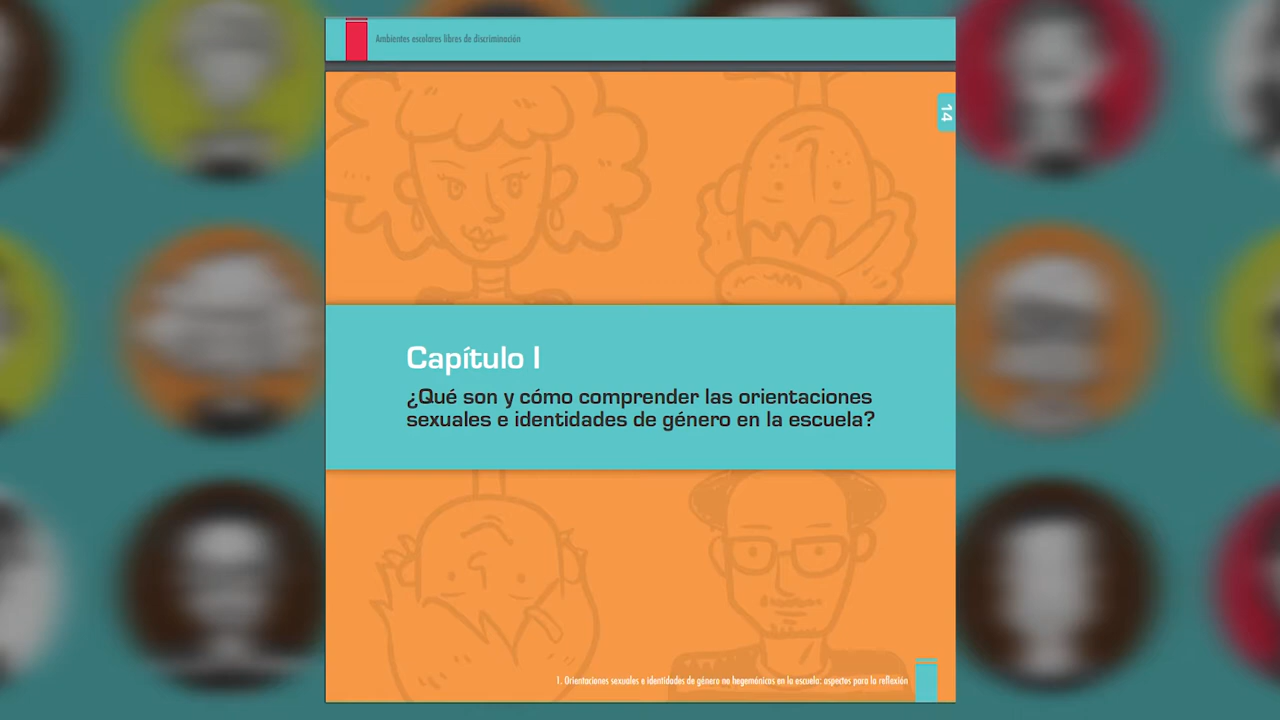 Ambientes escolares libres de discriminación
14
Capítulo I
¿Qué son y cómo comprender las orientaciones
sexuales e identidades de género en la escuela?
1. Orientaciones sexuales e identidades de género no hegemónicas en la escuela: aspectos para la reflexión